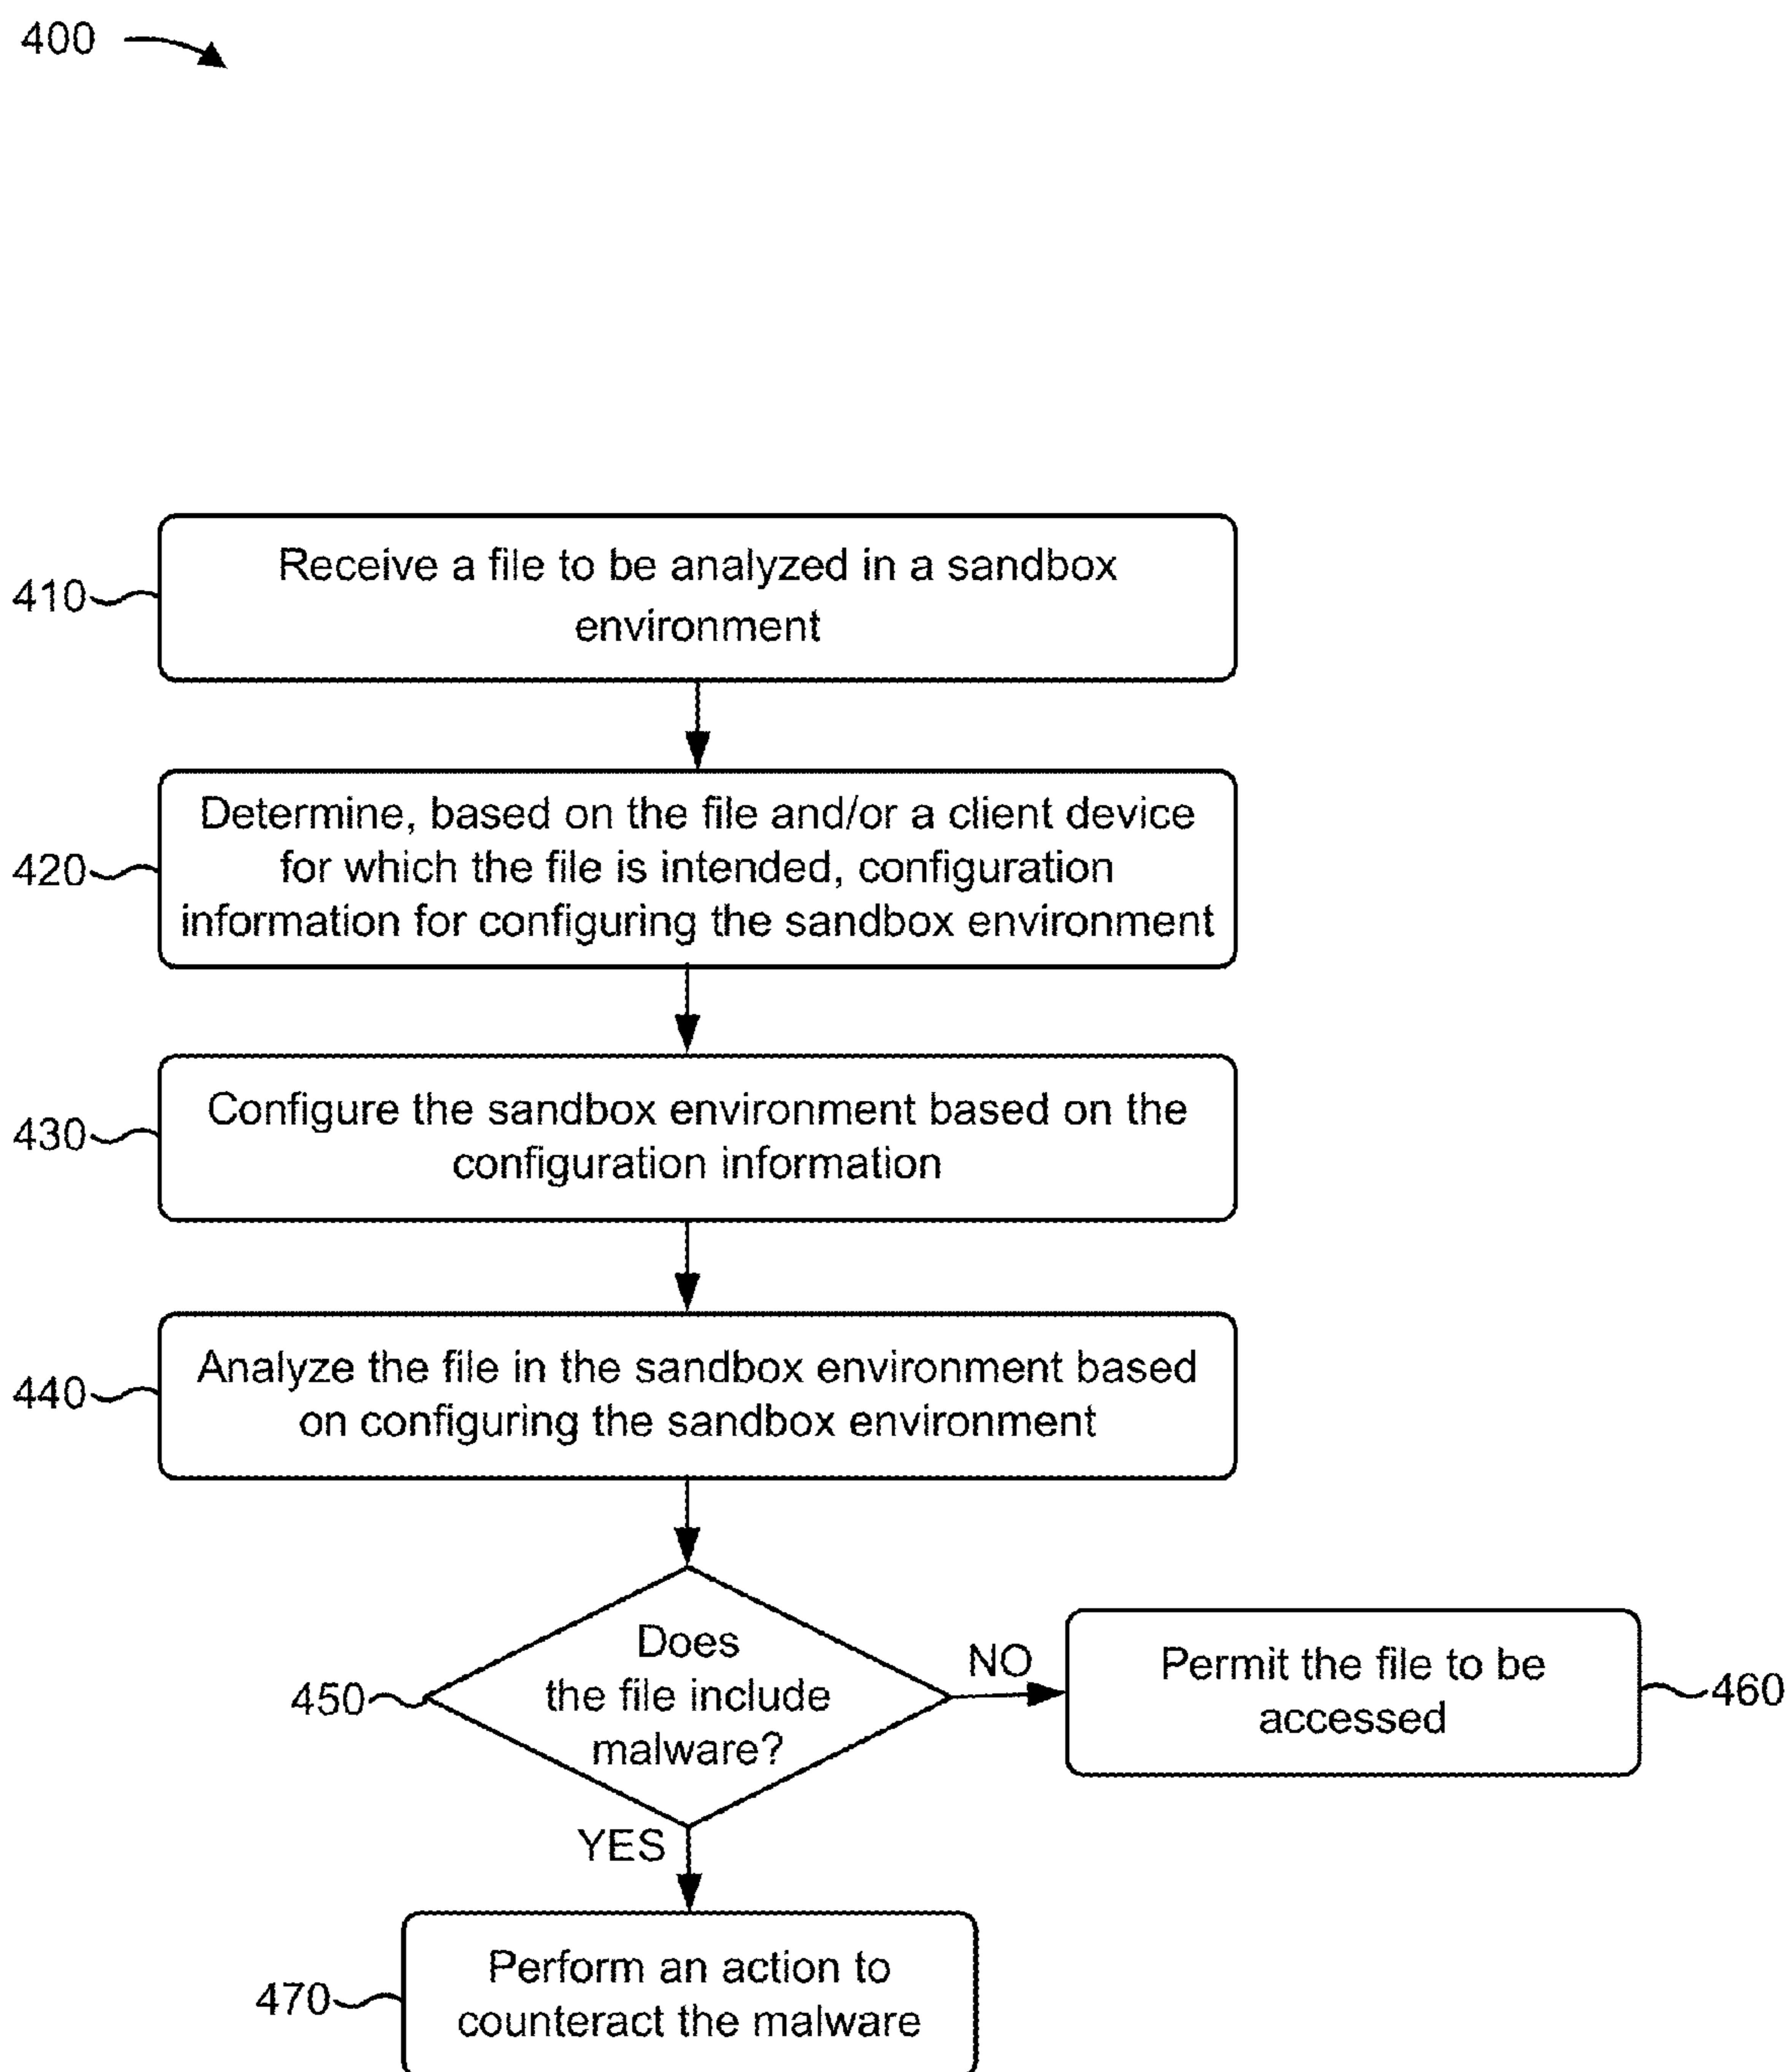 400
Receive a file to be analyzed in a sandbox
environment
410
Determine, based on the file and/or a client device
for which the file is intended, configuration
information for configuring the sandbox environment
420
Configure the sandbox environment based on the
configuration information
430
Analyze the file in the sandbox environment based
on configuring the sandbox environment
440
Does
the file include
malware?
450
NO
Permit the file to be
accessed
460
YES
Perform an action to
counteract the malware
470